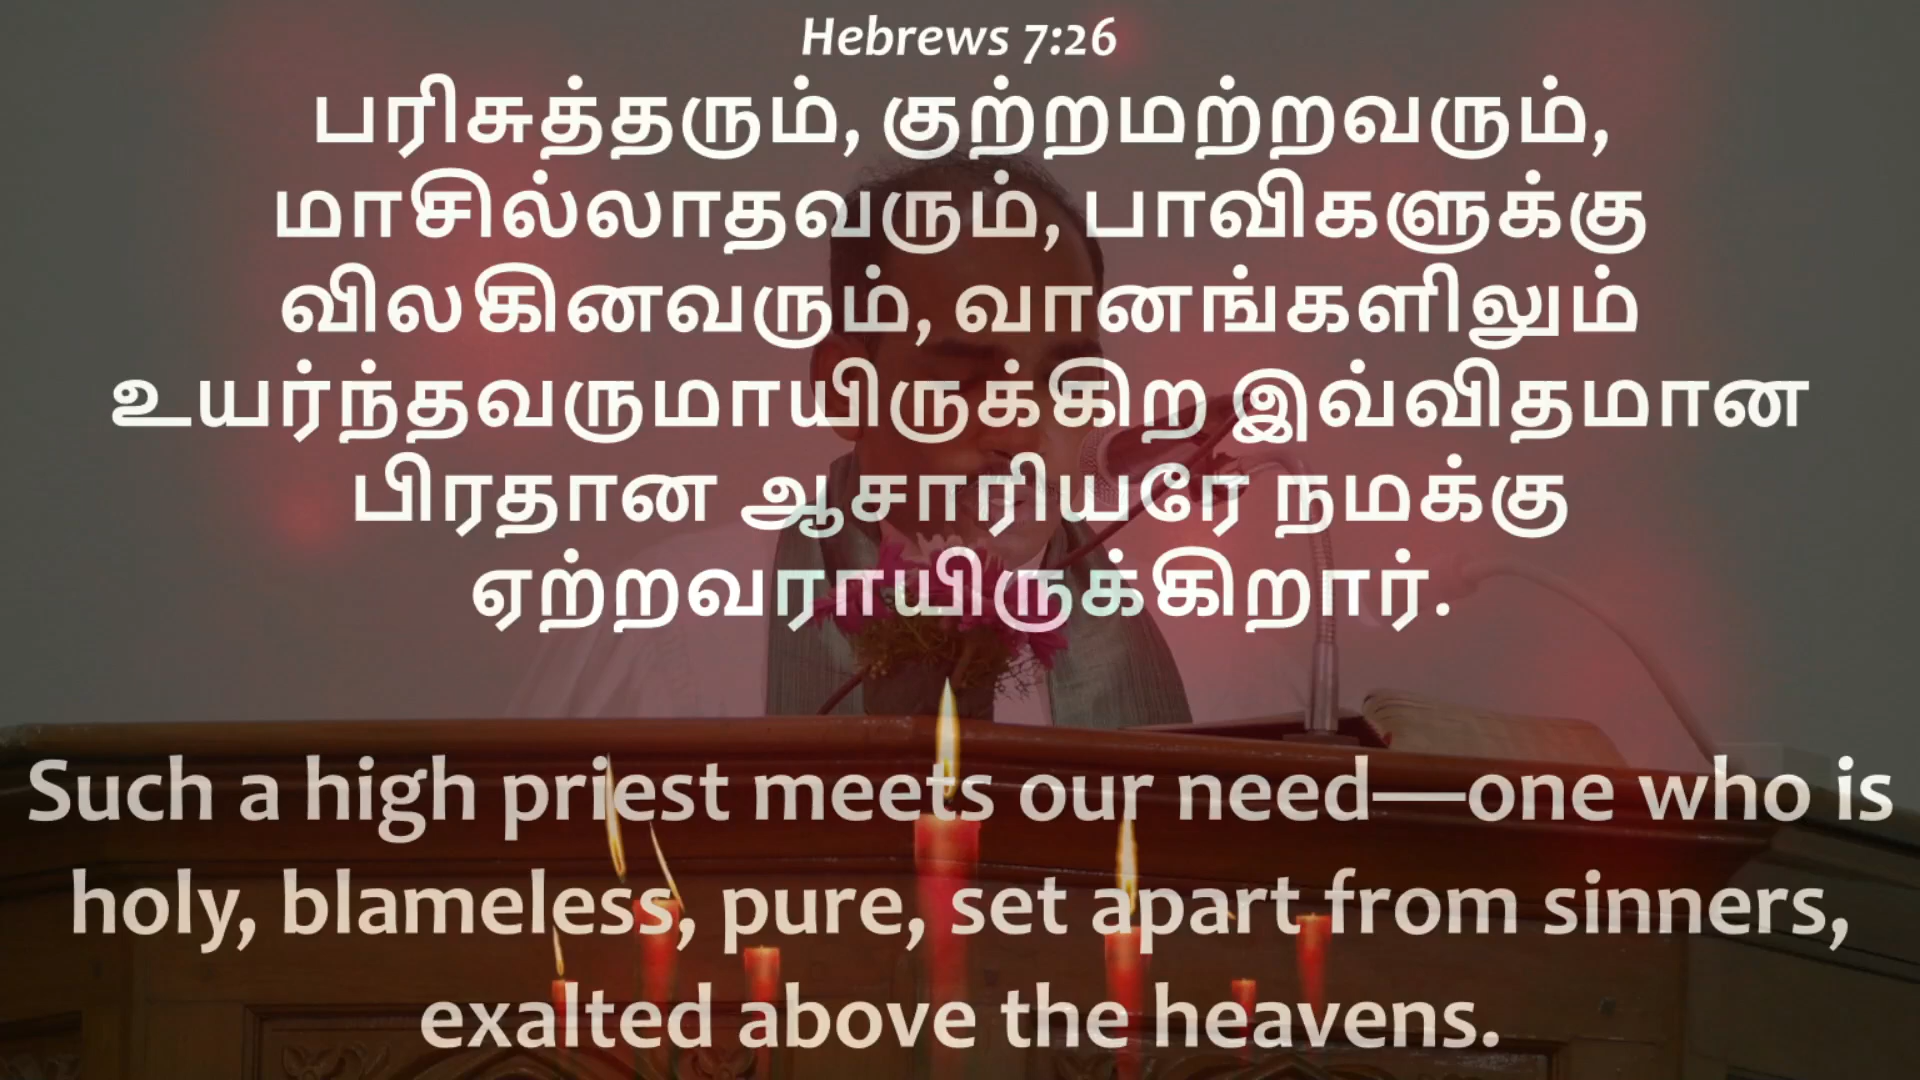 Hebrews 7:26
பரிசுத்தரும், குற்றமற்றவரும்,
மாசில்லாதவரும், பாவிகளுக்கு
விலகினவரும், வானங்களிலும்
உயர்ந்தவருமாயிருக்கிற இவ்விதமான
பிரதான ஆசாரியரே நமக்கு
ஏற்றவராயிருக்கிறார்.
Such a high priest meets our need—one who is
holy, blameless, pure, set apart from sinners,
exalted above the heavens.